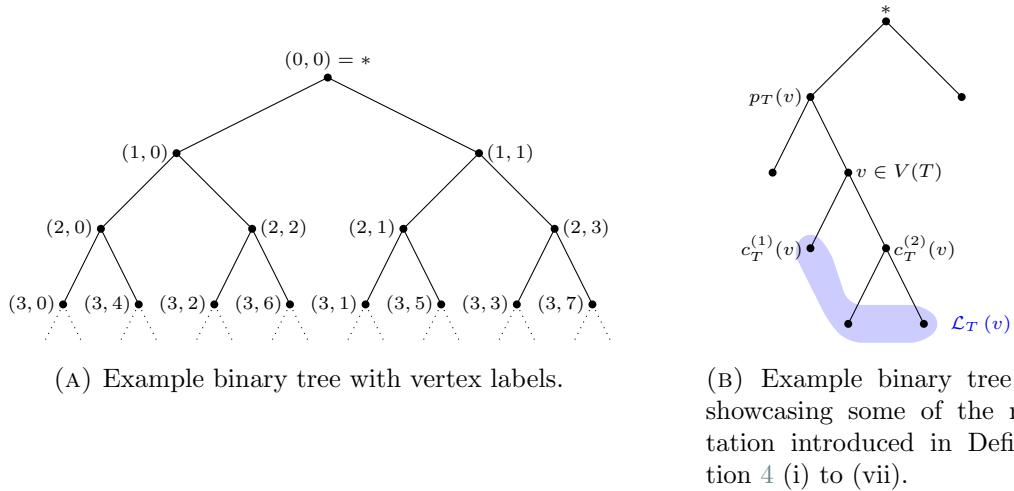 (0, 0) = *
(1, 0) (1, 1)
(2, 0) (2, 2) (2, 1) (2, 3)
(3, 0) (3, 4) (3, 2) (3, 6) (3, 1) (3, 5) (3, 3) (3, 7)
(A) Example binary tree with vertex labels.
*
p_T(v)
v ∈ V(T)
c_T^{(1)}(v) c_T^{(2)}(v)
ℒ_T (v)
(B) Example binary tree
showcasing some of the
tation introduced in Defi
tion 4 (i) to (vii).